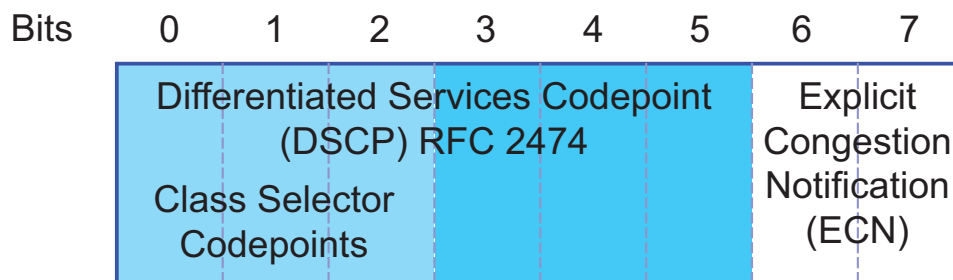 Bits 0 1 2 3 4 5 6 7
Differentiated Services Codepoint
(DSCP) RFC 2474
Class Selector
Codepoints
Explicit
Congestion
Notification
(ECN)